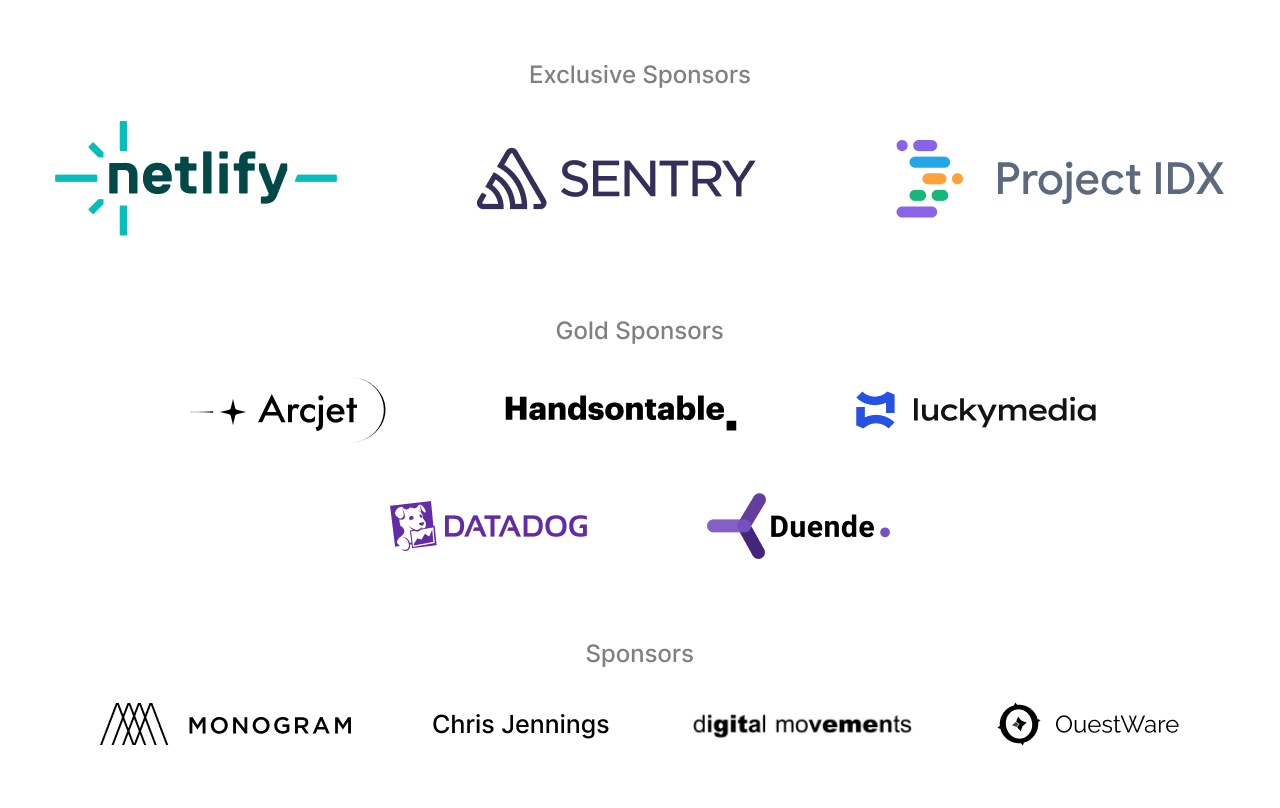 Exclusive Sponsors
netlify SENTRY Project IDX
Gold Sponsors
Arcjet Handsontable. luckymedia
DATADOG Duende.
Sponsors
MONOGRAM Chris Jennings digital movements OuestWare